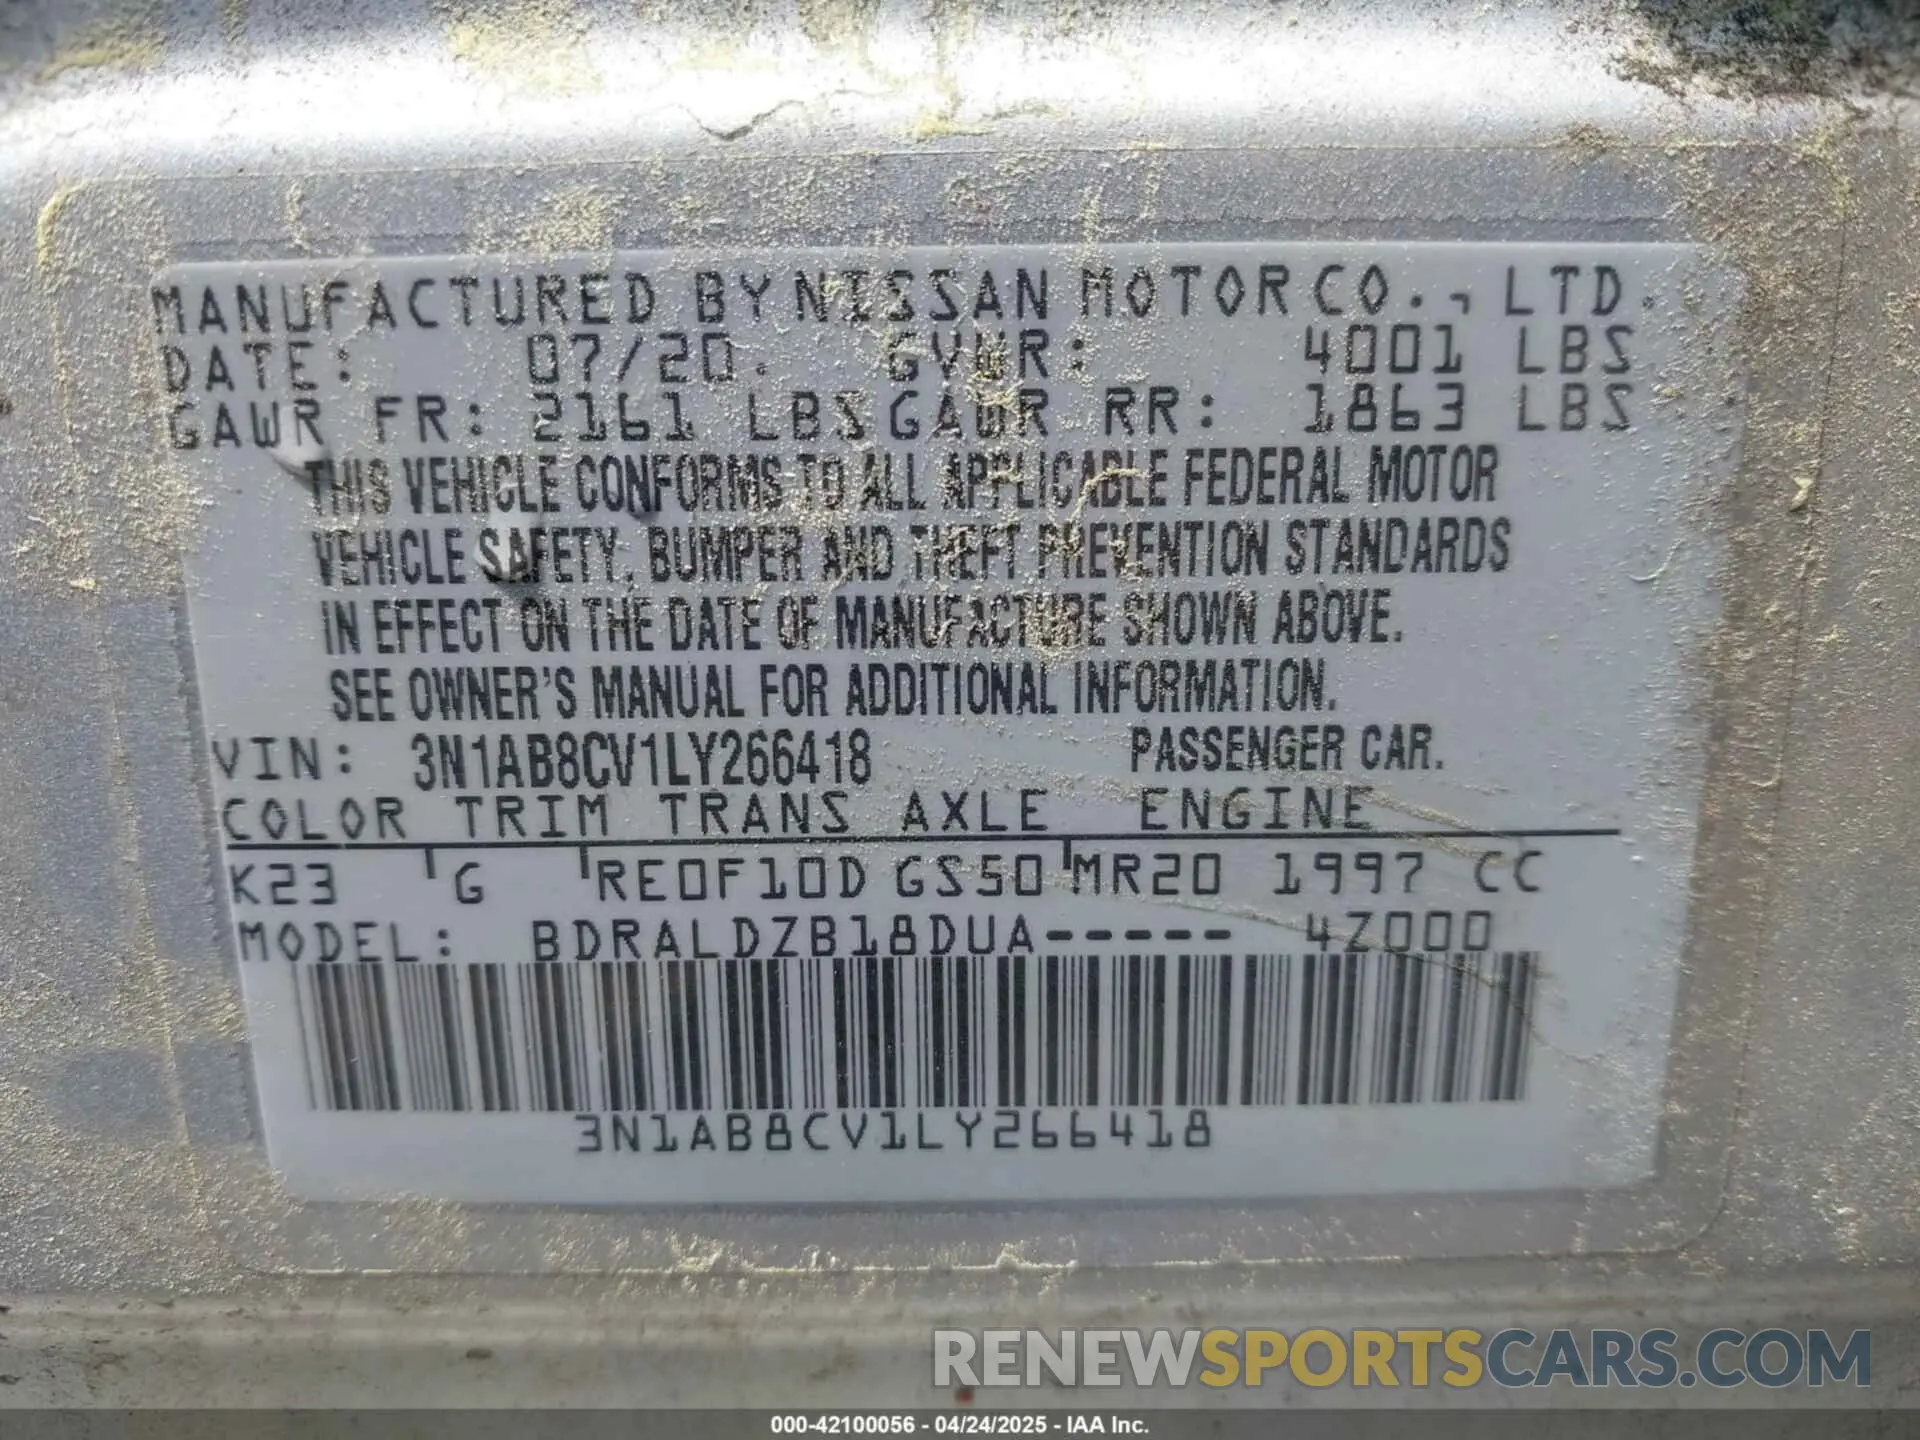 MANUFACTURED BY NISSAN MOTOR CO., LTD.
DATE: 07/20. GVWR: 4001 LBS
GAWR FR: 2161 LBS GAWR RR: 1863 LBS
THIS VEHICLE CONFORMS TO ALL APPLICABLE FEDERAL MOTOR
VEHICLE SAFETY, BUMPER AND THEFT PREVENTION STANDARDS
IN EFFECT ON THE DATE OF MANUFACTURE SHOWN ABOVE.
SEE OWNER'S MANUAL FOR ADDITIONAL INFORMATION.
VIN: 3N1AB8CV1LY266418 PASSENGER CAR.
COLOR TRIM TRANS AXLE ENGINE
K23 G RE0F10D GS50 MR20 1997 CC
MODEL: BDRALDZB18DUA----- 4Z000
3N1AB8CV1LY266418
RENEWSPORTSCARS.COM
000-42100056 - 04/24/2025 - IAA Inc.